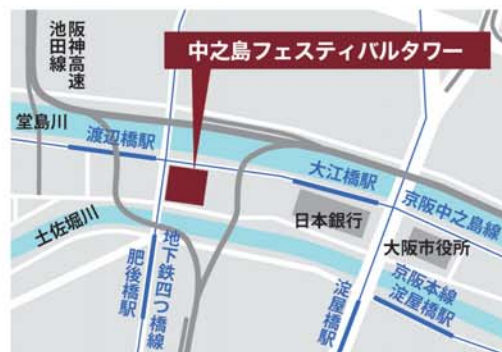 阪神高速
池田線
中之島フェスティバルタワー
堂島川
渡辺橋駅
大江橋駅
京阪中之島線
土佐堀川
日本銀行
大阪市役所
地下鉄四つ橋線
肥後橋駅
淀屋橋駅
京阪本線
淀屋橋駅